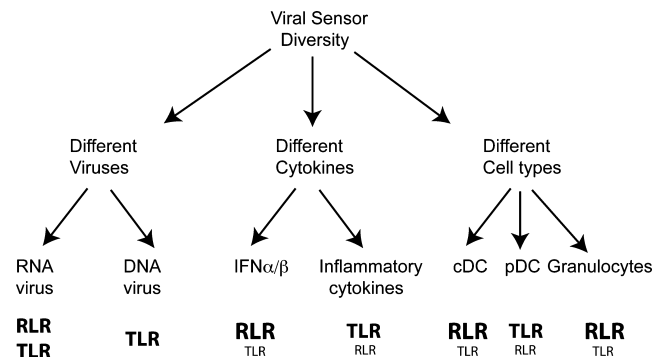 Viral Sensor
Diversity
Different
Viruses
Different
Cytokines
Different
Cell types
RNA
virus
DNA
virus
IFNα/β
Inflammatory
cytokines
cDC
pDC
Granulocytes
RLR
TLR
TLR
RLR
TLR
TLR
RLR
RLR
TLR
TLR
RLR
RLR
TLR